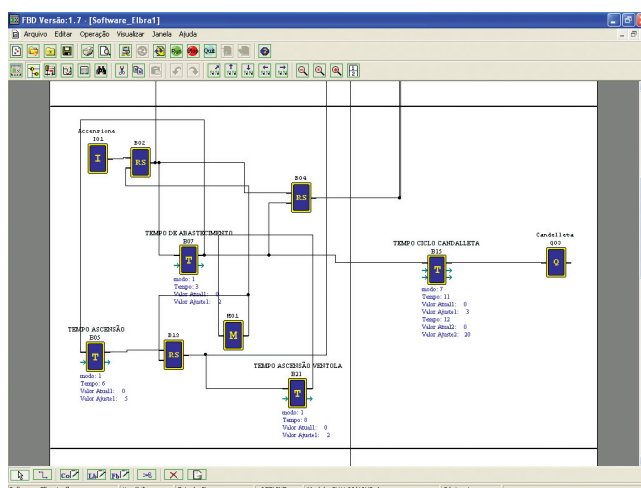 FBD Versão:1.7 - [Software_Elbra1]
Arquivo Editar Operação Visualizar Janela Ajuda
Quit
Accensione
I01
I
B02
RS
B04
RS
TEMPO DE ABASTECIMENTO
B07
T
modo: 1
Tempo: 3
Valor Atual1: 0
Valor Ajuste1: 2
TEMPO CICLO CANDALLETA
B15
T
modo: 7
Tempo: 11
Valor Atual1: 0
Valor Ajuste1: 3
Tempo: 12
Valor Atual2: 0
Valor Ajuste2: 20
Candelleta
Q
M01
M
TEMPO ASCENSÃO
B05
T
modo: 1
Tempo: 6
Valor Atual1: 0
Valor Ajuste1: 5
RS
TEMPO ASCENSÃO VENTOLA
B21
T
modo: 1
Tempo: 8
Valor Atual1: 0
Valor Ajuste1: 2
Co Lb Fb